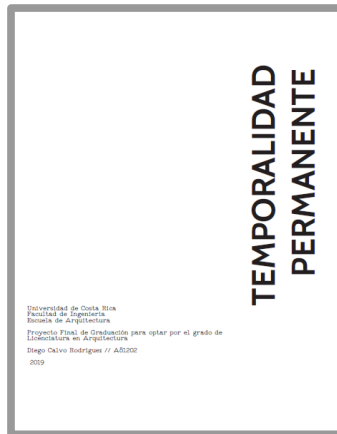 TEMPORALIDAD
PERMANENTE
Universidad de Costa Rica
Facultad de Ingeniería
Escuela de Arquitectura
Proyecto Final de Graduación para optar por el grado de
Licenciatura en Arquitectura
Diego Calvo Rodríguez // A81202
2019